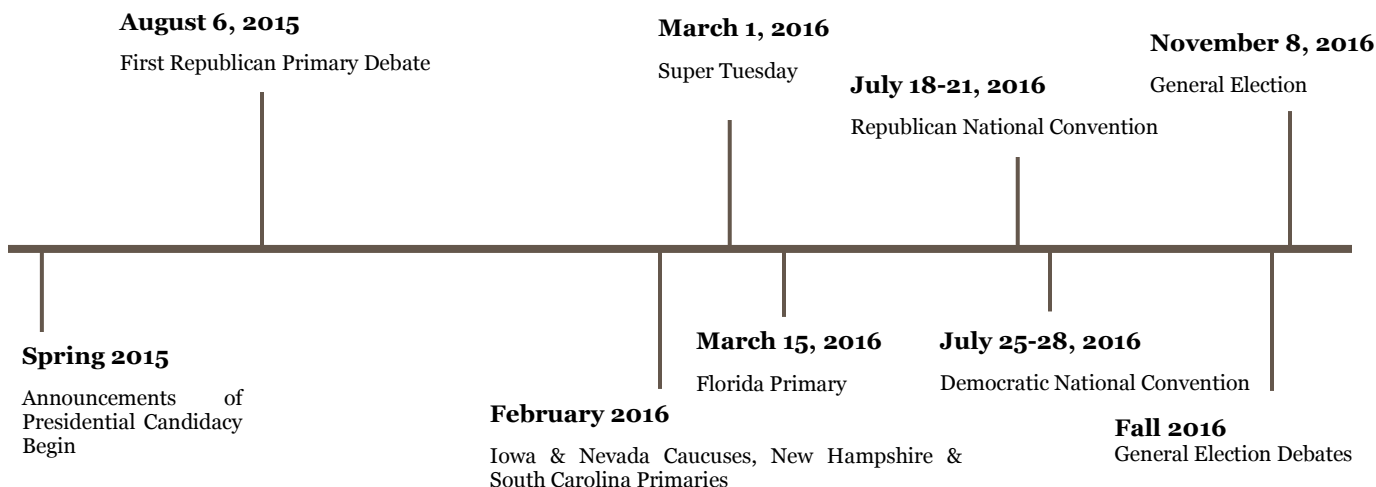 August 6, 2015
First Republican Primary Debate
March 1, 2016
Super Tuesday
July 18-21, 2016
Republican National Convention
November 8, 2016
General Election
Spring 2015
Announcements of
Presidential Candidacy
Begin
February 2016
Iowa & Nevada Caucuses, New Hampshire &
South Carolina Primaries
March 15, 2016
Florida Primary
July 25-28, 2016
Democratic National Convention
Fall 2016
General Election Debates